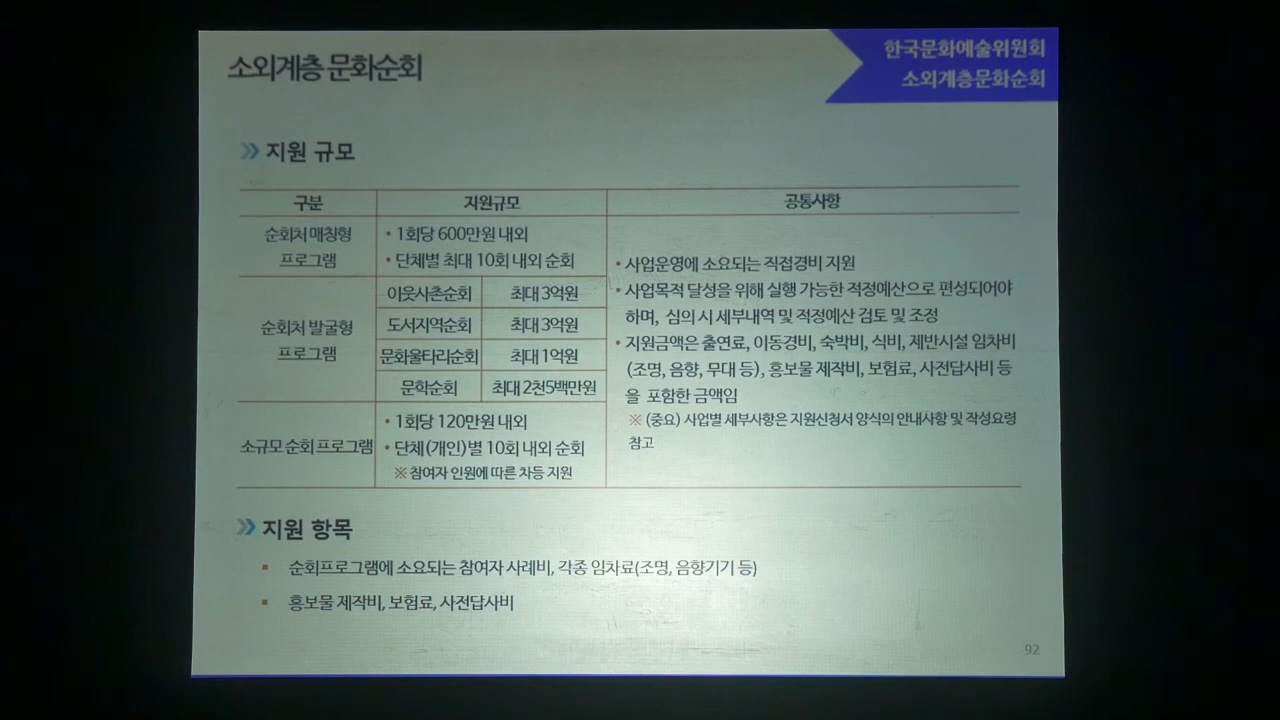 소외계층 문화순회
한국문화예술위원회
소외계층문화순회
지원 규모
구분 지원규모 공통사항
순회처 매칭형
프로그램
• 1회당 600만원 내외
• 단체별 최대 10회 내외 순회
순회처 발굴형
프로그램
이웃사촌순회 최대 3억원
도서지역순회 최대 3억원
문화울타리순회 최대 1억원
문학순회 최대 2천5백만원
소규모 순회 프로그램
• 1회당 120만원 내외
• 단체(개인)별 10회 내외 순회
※ 참여자 인원에 따른 차등 지원
• 사업운영에 소요되는 직접경비 지원
• 사업목적 달성을 위해 실행 가능한 적정예산으로 편성되어야
하며, 심의 시 세부내역 및 적정예산 검토 및 조정
• 지원금액은 출연료, 이동경비, 숙박비, 식비, 제반시설 임차비
(조명, 음향, 무대 등), 홍보물 제작비, 보험료, 사전답사비 등
을 포함한 금액임
※ (중요) 사업별 세부사항은 지원신청서 양식의 안내사항 및 작성요령
참고
지원 항목
순회프로그램에 소요되는 참여자 사례비, 각종 임차료(조명, 음향기기 등)
홍보물 제작비, 보험료, 사전답사비
92